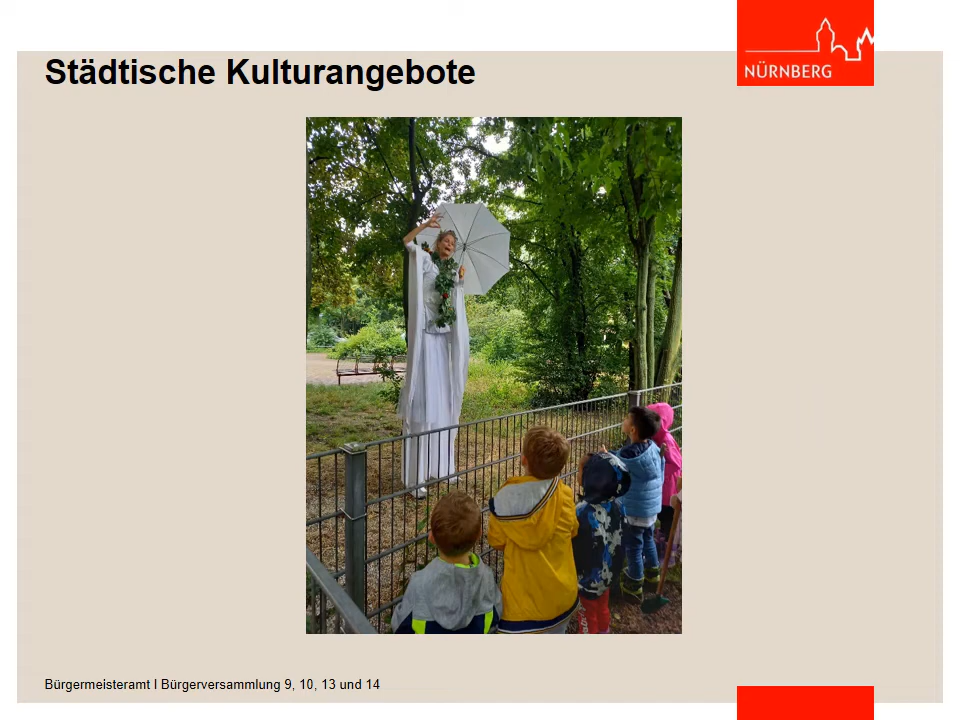 Städtische Kulturangebote
NÜRNBERG
Bürgermeisteramt I Bürgerversammlung 9, 10, 13 und 14